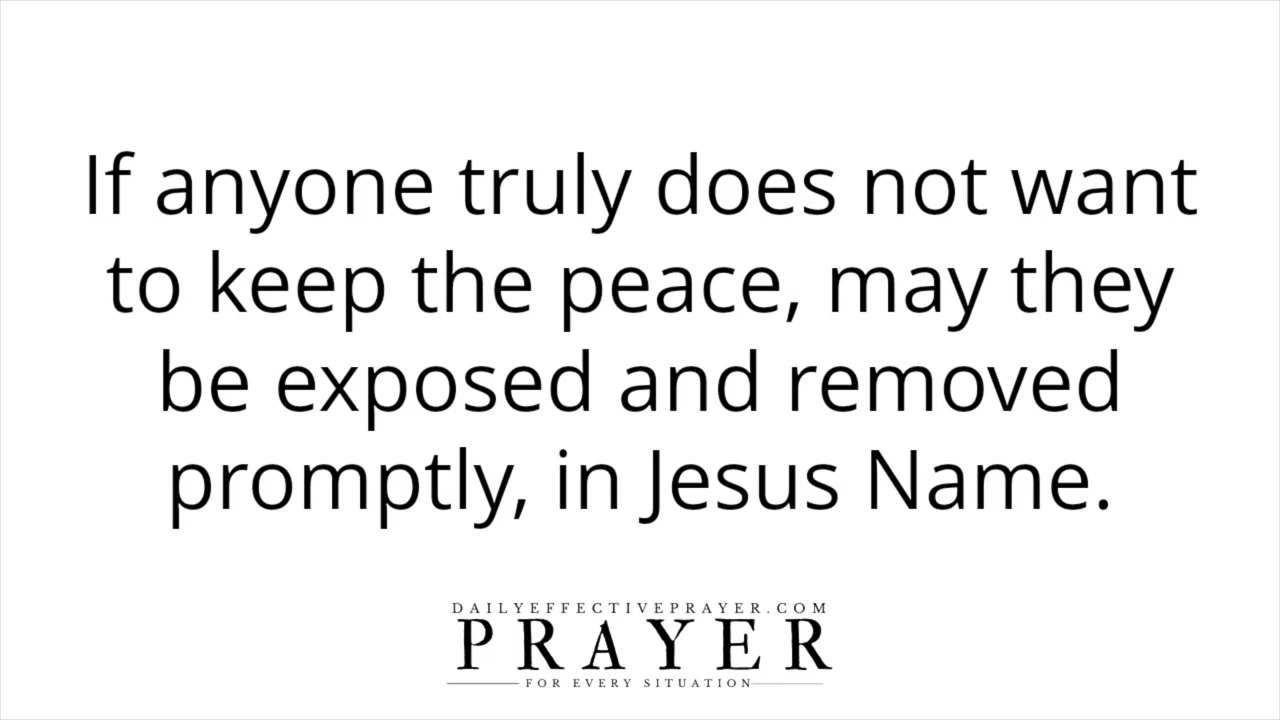 If anyone truly does not want
to keep the peace, may they
be exposed and removed
promptly, in Jesus Name.
DAILYEFFECTIVEPRAYER.COM
PRAYER
FOR EVERY SITUATION